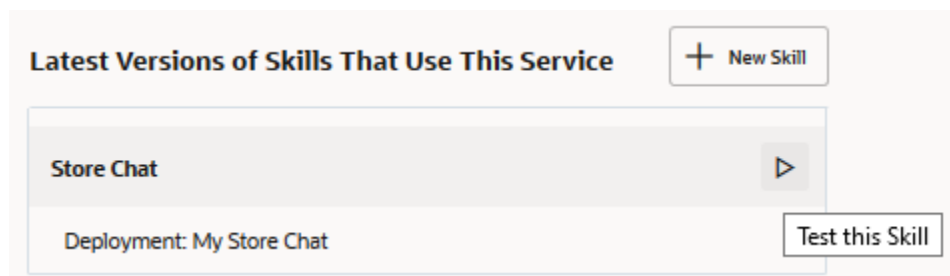 Latest Versions of Skills That Use This Service
New Skill
Store Chat
Deployment: My Store Chat
Test this Skill